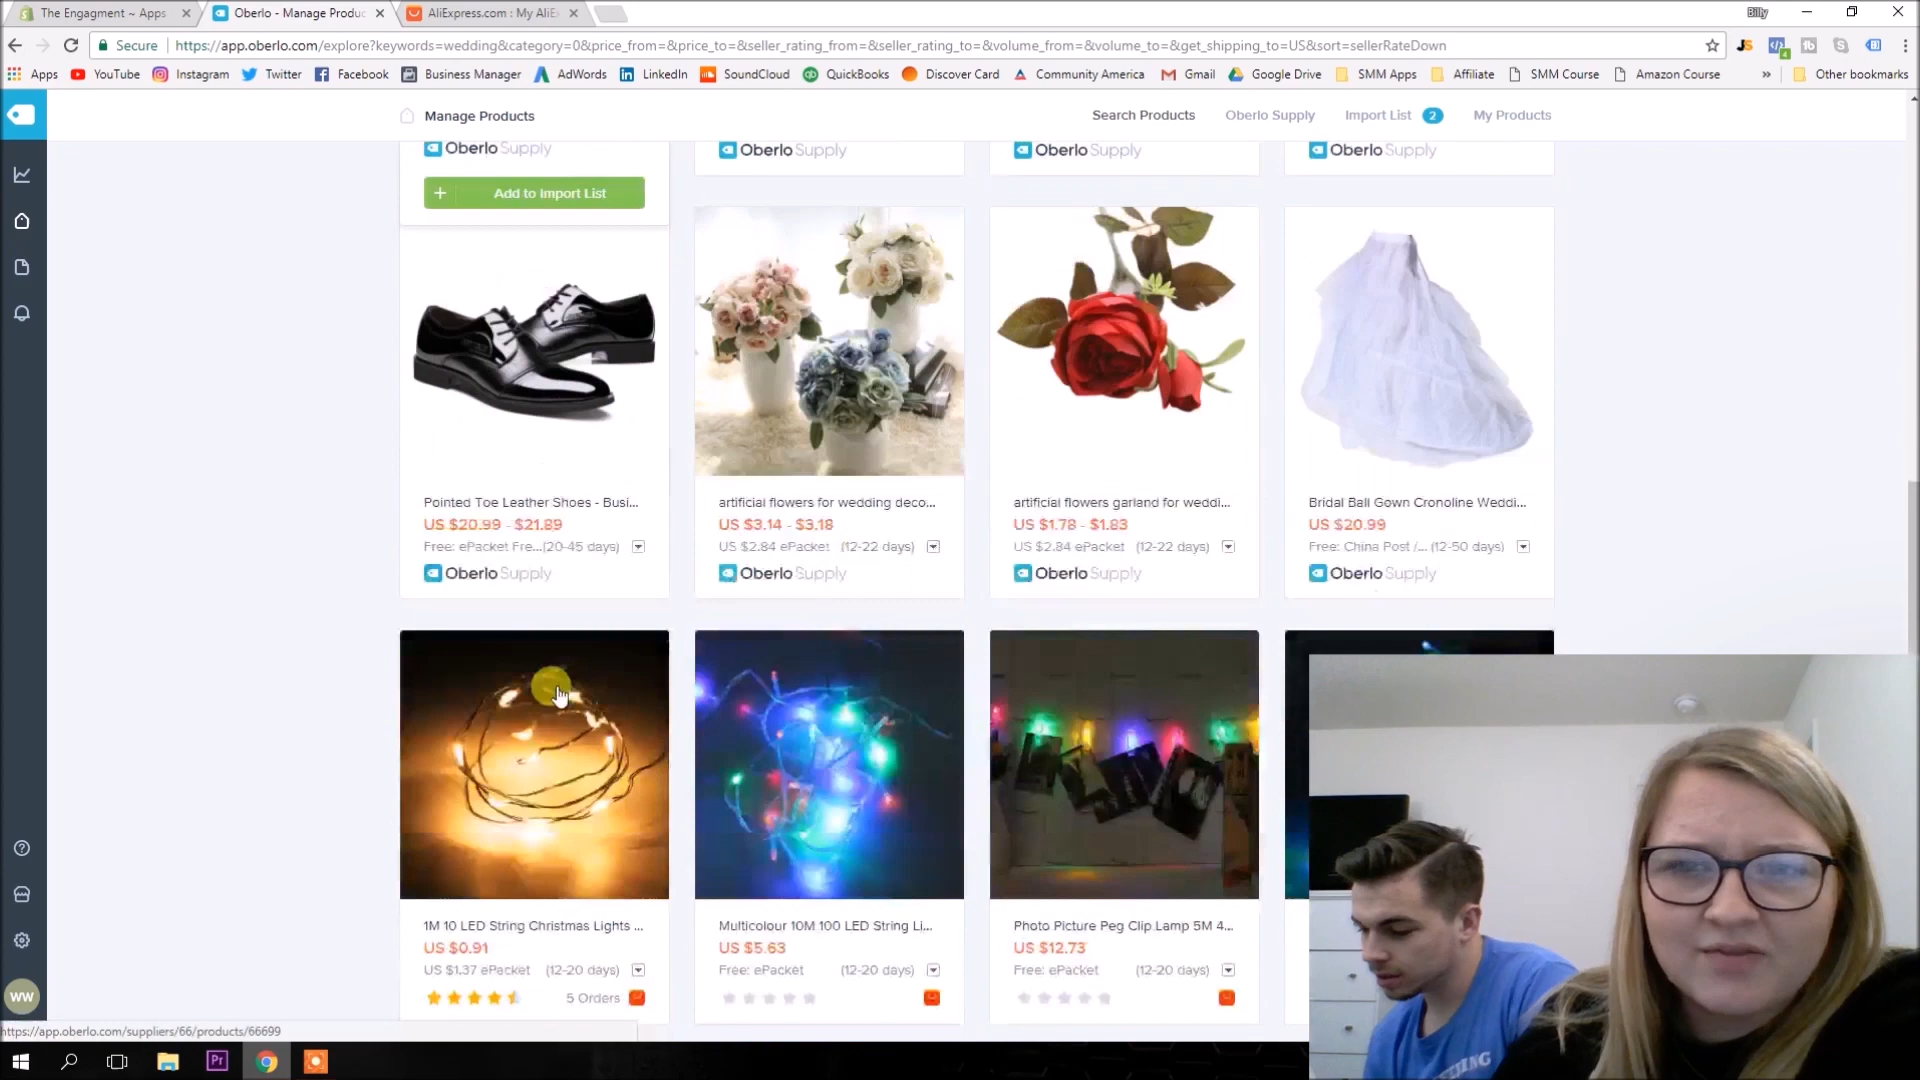 The Engagment ~ Apps
Oberlo - Manage Produc
AliExpress.com : My AliE
Billy
Secure https://app.oberlo.com/explore?keywords=wedding&category=0&price_from=&price_to=&seller_rating_from=&seller_rating_to=&volume_from=&volume_to=&get_shipping_to=US&sort=sellerRateDown
Apps YouTube Instagram Twitter Facebook Business Manager AdWords LinkedIn SoundCloud QuickBooks Discover Card Community America Gmail Google Drive SMM Apps Affiliate SMM Course Amazon Course » Other bookmarks
Manage Products Search Products Oberlo Supply Import List 2 My Products
Oberlo Supply Oberlo Supply Oberlo Supply Oberlo Supply
+ Add to Import List
Pointed Toe Leather Shoes - Busi...
US $20.99 - $21.89
Free: ePacket Fre...(20-45 days)
Oberlo Supply
artificial flowers for wedding deco...
US $3.14 - $3.18
US $2.84 ePacket (12-22 days)
Oberlo Supply
artificial flowers garland for weddi...
US $1.78 - $1.83
US $2.84 ePacket (12-22 days)
Oberlo Supply
Bridal Ball Gown Cronoline Weddi...
US $20.99
Free: China Post /... (12-50 days)
Oberlo Supply
1M 10 LED String Christmas Lights ...
US $0.91
US $1.37 ePacket (12-20 days)
5 Orders
Multicolour 10M 100 LED String Li...
US $5.63
Free: ePacket (12-20 days)
Photo Picture Peg Clip Lamp 5M 4...
US $12.73
Free: ePacket (12-20 days)
WW
https://app.oberlo.com/suppliers/66/products/66699
Pr